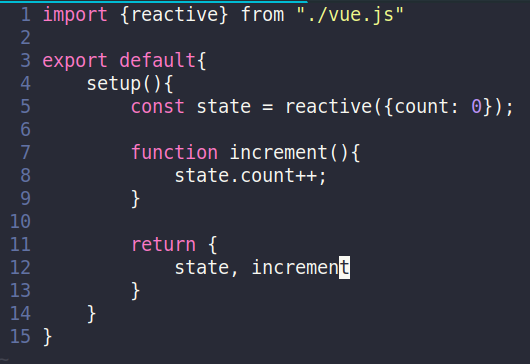 1 import {reactive} from "./vue.js"
2
3 export default{
4     setup(){
5         const state = reactive({count: 0});
6
7         function increment(){
8             state.count++;
9         }
10
11         return {
12             state, increment
13         }
14     }
15 }
~